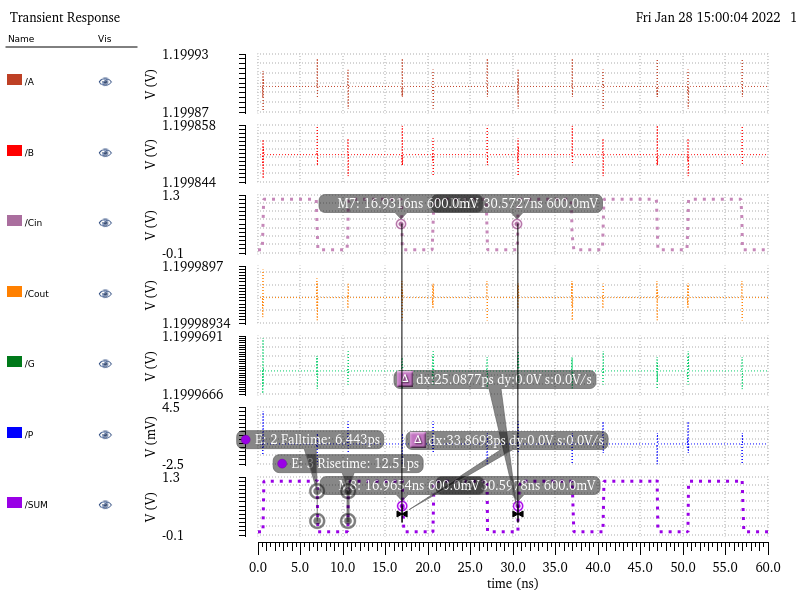 Transient Response
Fri Jan 28 15:00:04 2022 1
Name Vis
/A
V (V)
1.19993
1.19987
/B
V (V)
1.199858
1.199844
/Cin
V (V)
1.3
-0.1
M7: 16.9316ns 600.0mV
30.5727ns 600.0mV
/Cout
V (V)
1.1999897
1.19998934
/G
V (V)
1.1999691
1.1999666
Δ dx:25.0877ps dy:0.0V s:0.0V/s
/P
V (mV)
4.5
-2.5
E: 2 Falltime: 6.443ps
Δ dx:33.8693ps dy:0.0V s:0.0V/s
E: Risetime: 12.51ps
/SUM
V (V)
1.3
-0.1
M8: 16.9654ns 600.0mV
30.5978ns 600.0mV
0.0 5.0 10.0 15.0 20.0 25.0 30.0 35.0 40.0 45.0 50.0 55.0 60.0
time (ns)